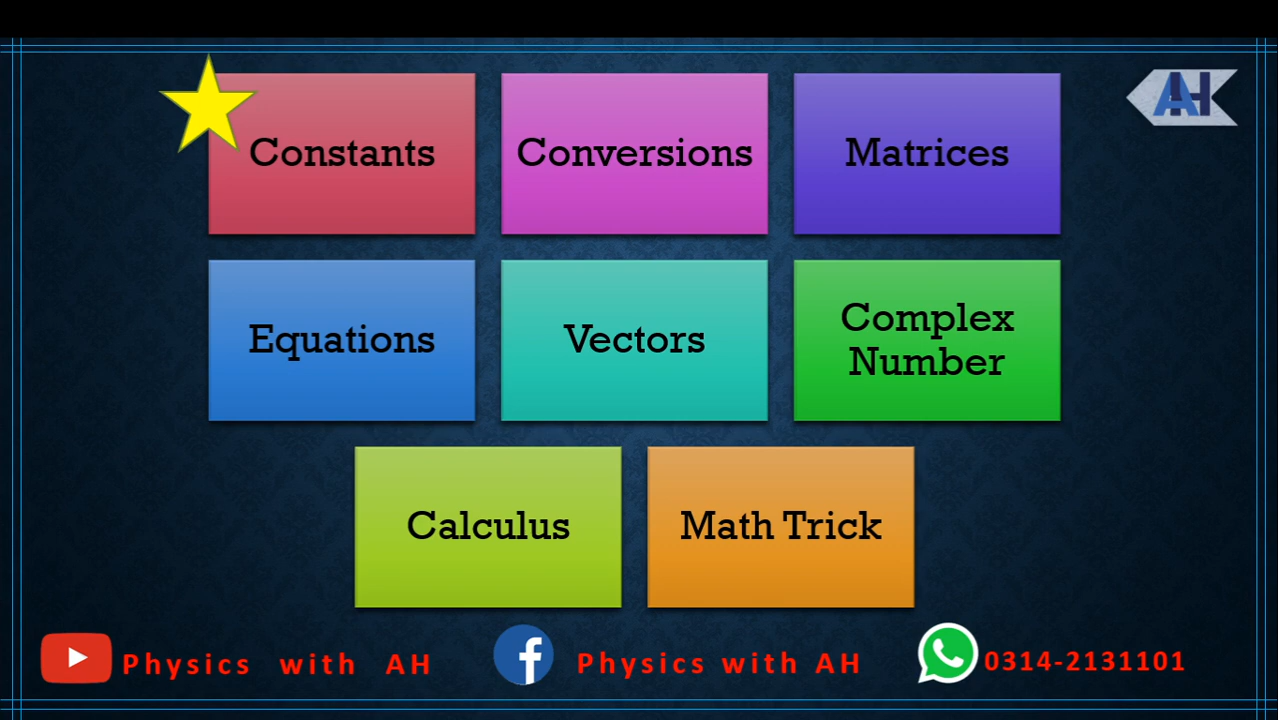 AH
Constants
Conversions
Matrices
Equations
Vectors
Complex
Number
Calculus
Math Trick
Physics with AH
Physics with AH
0314-2131101